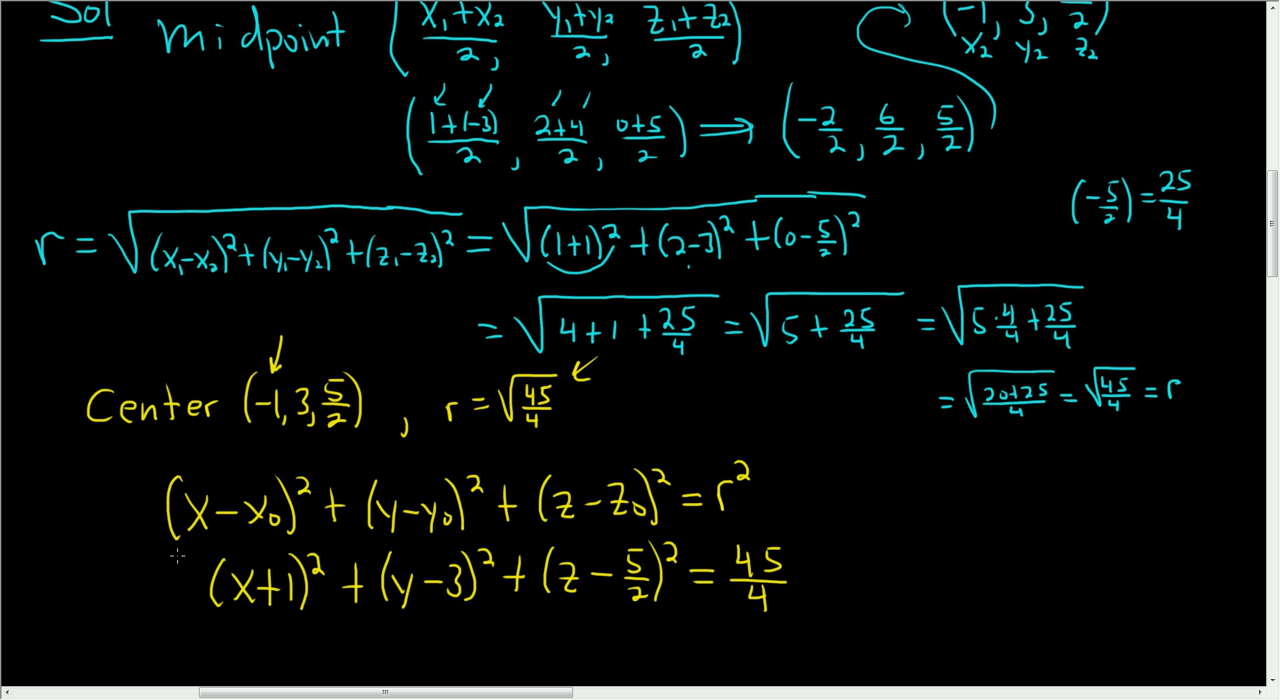 Sol Midpoint ( x₁+x₂/2, y₁+y₂/2, z₁+z₂/2 ) (-1, 3, 5/2)
x₂ y₂ z₂
( 1+(-3)/2, 2+4/2, 0+5/2 ) ⟹ ( -2/2, 6/2, 5/2 )
(-5/2) = 25/4
r = √((x₁-x₂)²+(y₁-y₂)²+(z₁-z₂)²) = √((1+1)²+(2-3)²+(0-5/2)²)
= √(4+1+25/4) = √(5+25/4) = √(5·4/4+25/4)
= √(20+25/4) = √(45/4) = r
Center (-1, 3, 5/2), r = √(45/4)
(x-x₀)² + (y-y₀)² + (z-z₀)² = r²
(x+1)² + (y-3)² + (z-5/2)² = 45/4